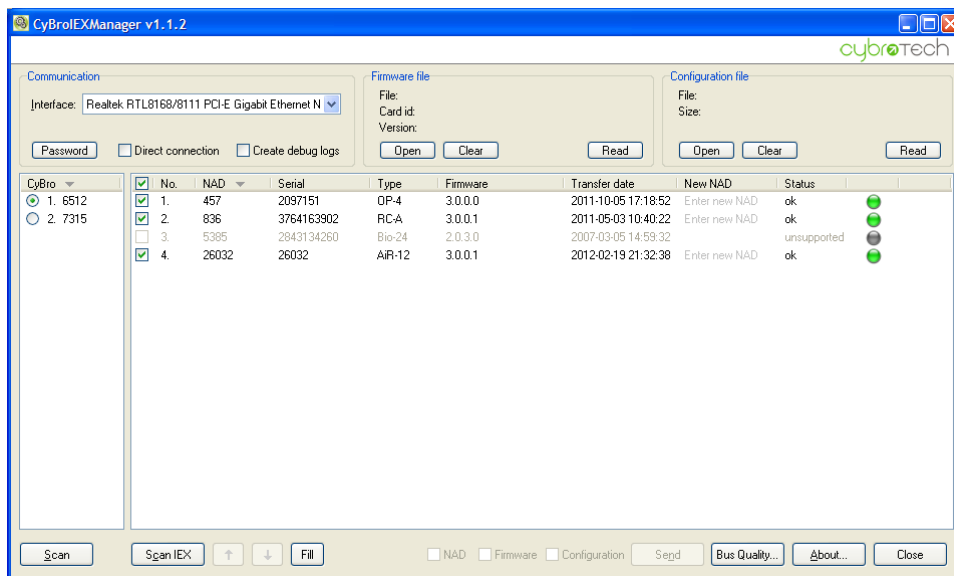 CyBroIEXManager v1.1.2
cybroTech
Communication
Interface: Realtek RTL8168/8111 PCI-E Gigabit Ethernet N
Password Direct connection Create debug logs
Firmware file
File:
Card id:
Version:
Open Clear Read
Configuration file
File:
Size:
Open Clear Read
CyBro
1. 6512
2. 7315
No. NAD Serial Type Firmware Transfer date New NAD Status
1. 457 2097151 OP-4 3.0.0.0 2011-10-05 17:18:52 Enter new NAD ok
2. 836 3764163902 RC-A 3.0.0.1 2011-05-03 10:40:22 Enter new NAD ok
3. 5385 2843134260 Bio-24 2.0.3.0 2007-03-05 14:59:32 unsupported
4. 26032 26032 AiR-12 3.0.0.1 2012-02-19 21:32:38 Enter new NAD ok
Scan Scan IEX Fill NAD Firmware Configuration Send Bus Quality... About... Close